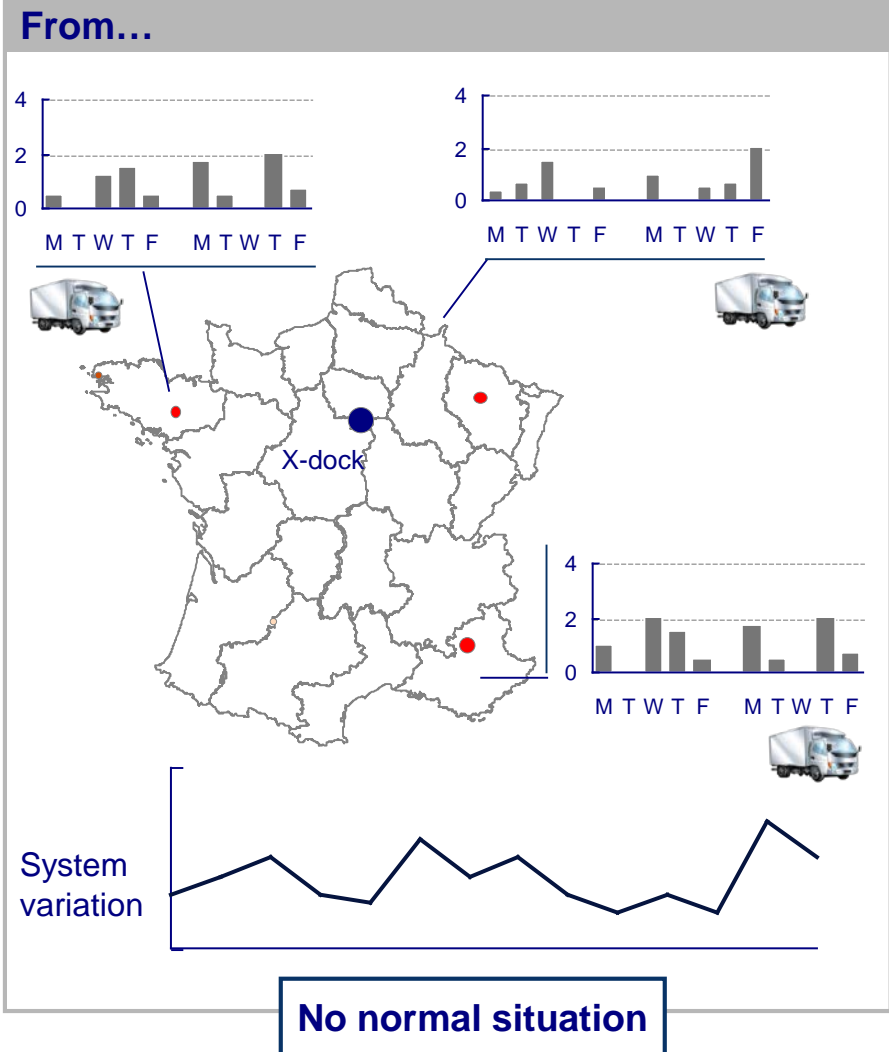 From…
4
2
0
M T W T F M T W T F
4
2
0
M T W T F M T W T F
X-dock
4
2
0
M T W T F M T W T F
System
variation
No normal situation